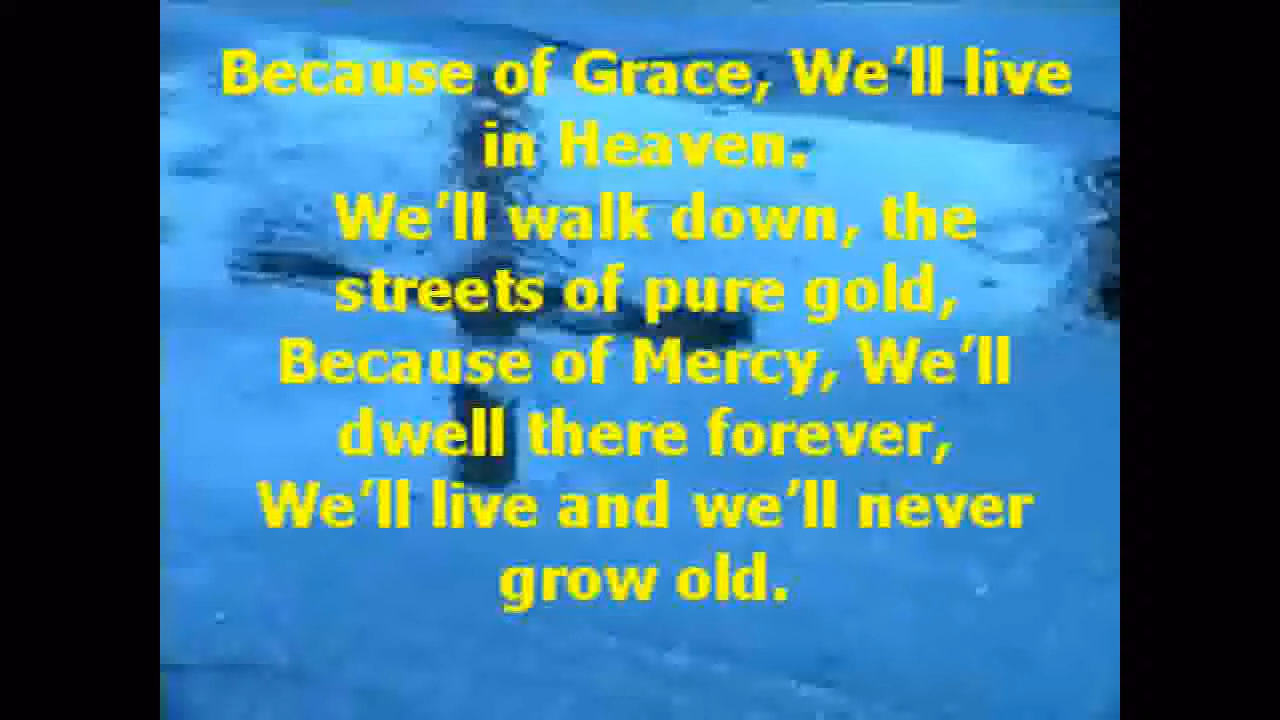 Because of Grace, We’ll live
in Heaven.
We’ll walk down, the
streets of pure gold,
Because of Mercy, We’ll
dwell there forever,
We’ll live and we’ll never
grow old.